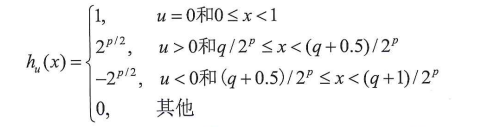 h_u(x) = { 1, u = 0和0 ≤ x < 1
2^{p/2}, u > 0和q/2^p ≤ x < (q + 0.5)/2^p
-2^{p/2}, u < 0和(q + 0.5)/2^p ≤ x < (q + 1)/2^p
0, 其他